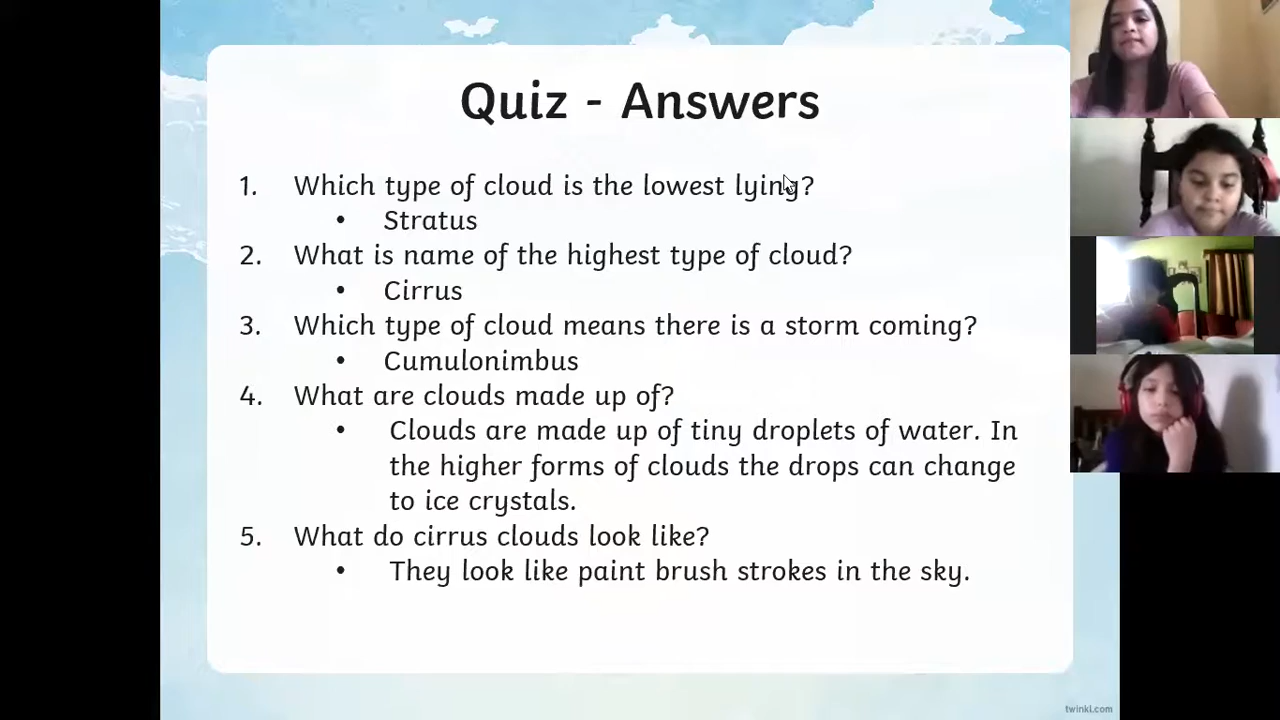 Quiz - Answers
1. Which type of cloud is the lowest lying?
• Stratus
2. What is name of the highest type of cloud?
• Cirrus
3. Which type of cloud means there is a storm coming?
• Cumulonimbus
4. What are clouds made up of?
• Clouds are made up of tiny droplets of water. In
the higher forms of clouds the drops can change
to ice crystals.
5. What do cirrus clouds look like?
• They look like paint brush strokes in the sky.
twinkl.com